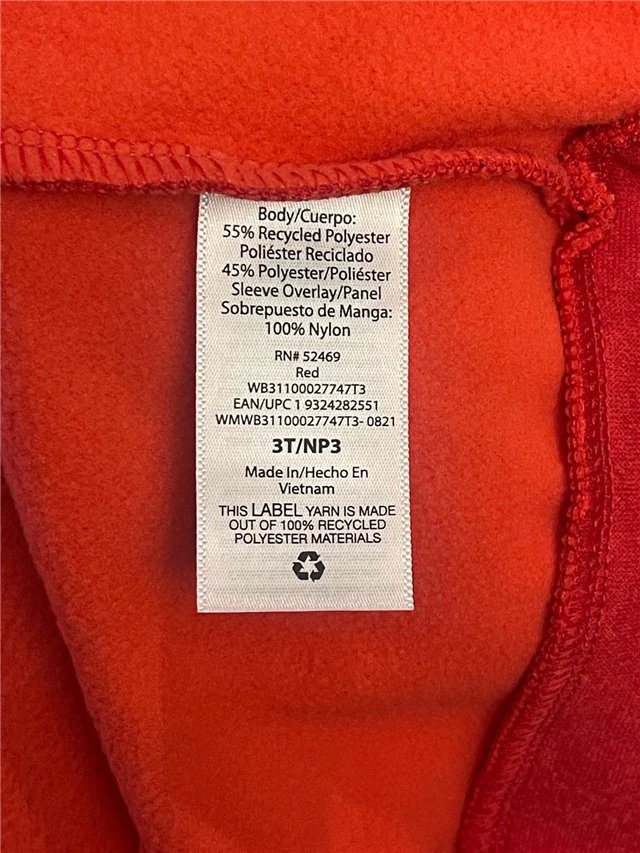 Body/Cuerpo:
55% Recycled Polyester
Poliéster Reciclado
45% Polyester/Poliéster
Sleeve Overlay/Panel
Sobrepuesto de Manga:
100% Nylon
RN# 52469
Red
WB31100027747T3
EAN/UPC 1 9324282551
WMWB31100027747T3- 0821
3T/NP3
Made In/Hecho En
Vietnam
THIS LABEL YARN IS MADE
OUT OF 100% RECYCLED
POLYESTER MATERIALS